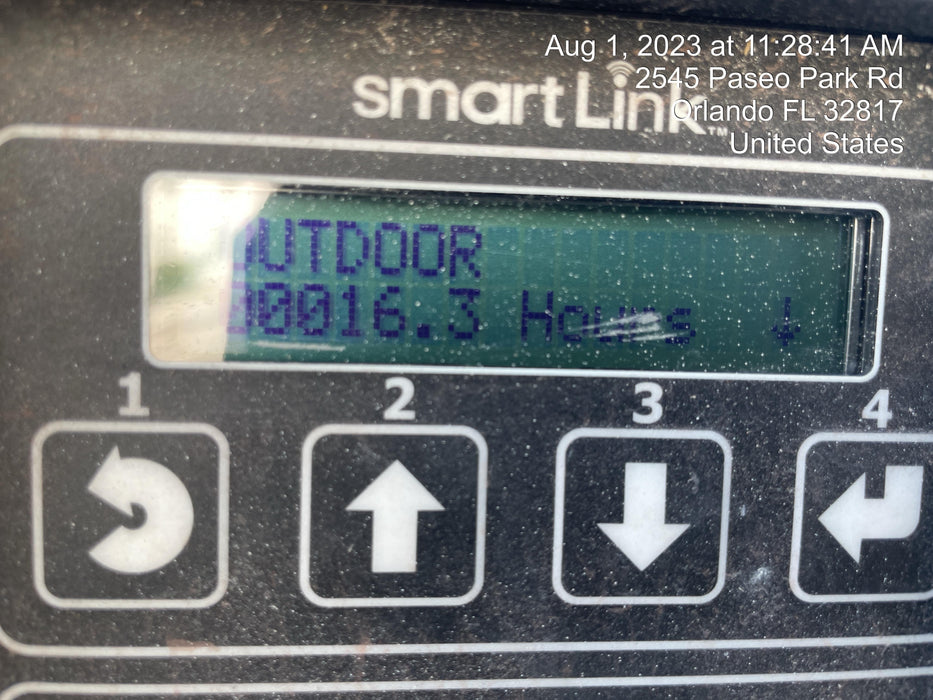 Aug 1, 2023 at 11:28:41 AM
2545 Paseo Park Rd
Orlando FL 32817
United States
smartLink™
OUTDOOR
00016.3 Hours ↓
1 2 3 4